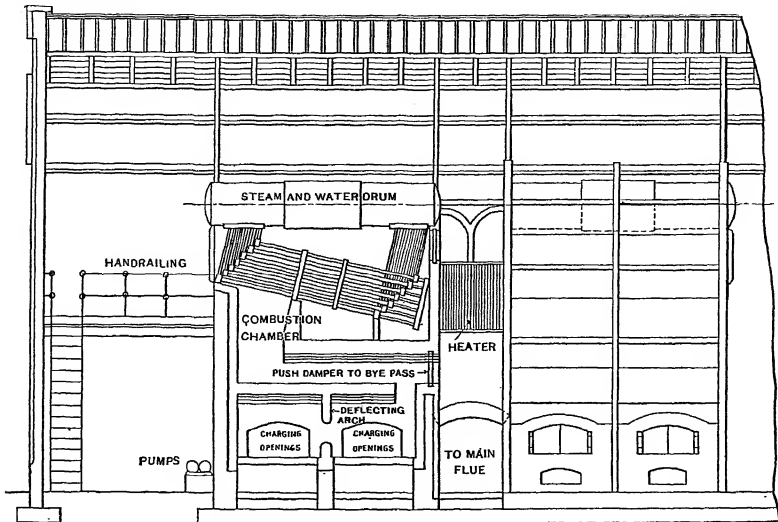 STEAM AND WATER DRUM
HANDRAILING
COMBUSTION
CHAMBER
HEATER
PUSH DAMPER TO BYE PASS
DEFLECTING
ARCH
CHARGING
OPENINGS
CHARGING
OPENINGS
TO MAIN
FLUE
PUMPS